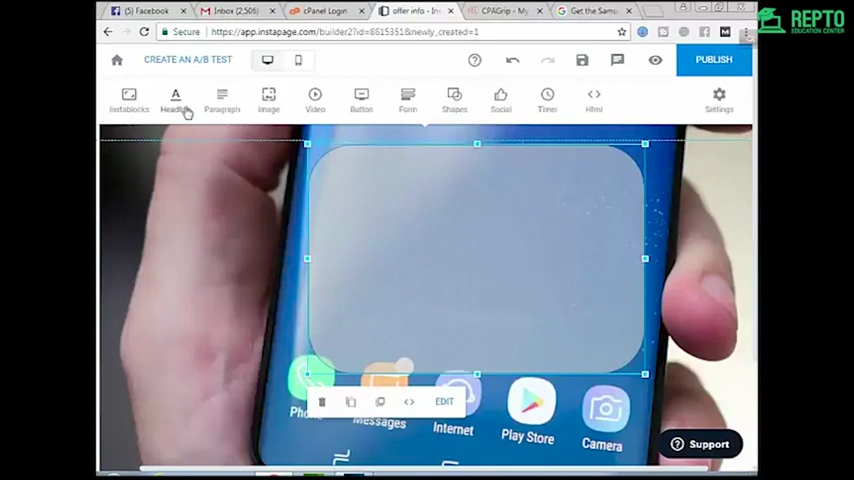 (5) Facebook
Inbox (2,506)
cPanel Login
offer info - Ins
CPAGrip - My
Get the Samsu
REPTO
EDUCATION CENTER
Secure
https://app.instapage.com/builder2?id=8615351&newly_created=1
CREATE AN A/B TEST
PUBLISH
Instablocks
Headline
Paragraph
Image
Video
Button
Form
Shapes
Social
Timer
Html
Settings
EDIT
Phone
Messages
Internet
Play Store
Camera
Support